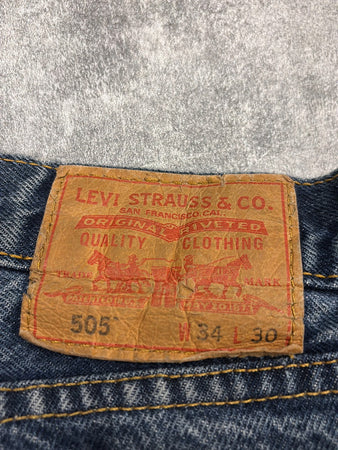 LEVI STRAUSS & CO.
SAN FRANCISCO, CAL.
ORIGINAL RIVETED
QUALITY CLOTHING
TRADE MARK
505 W 34 L 30